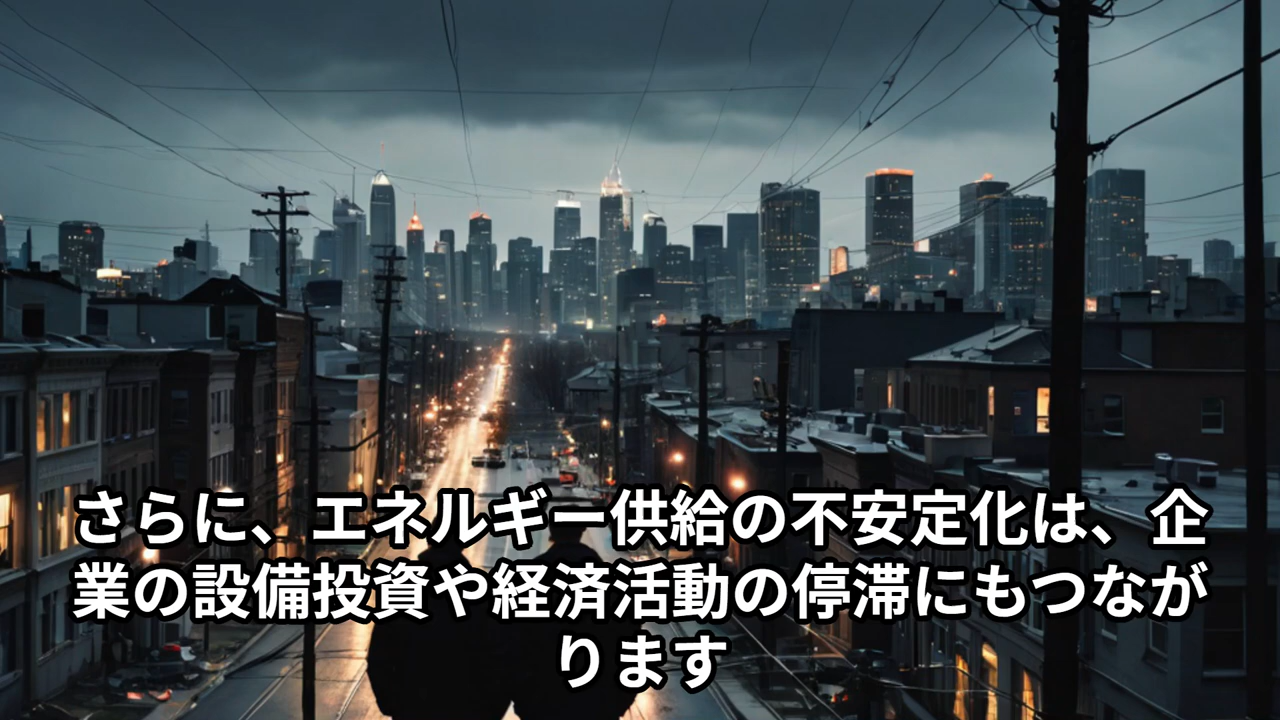 さらに、エネルギー供給の不安定化は、企
業の設備投資や経済活動の停滞にもつなが
ります